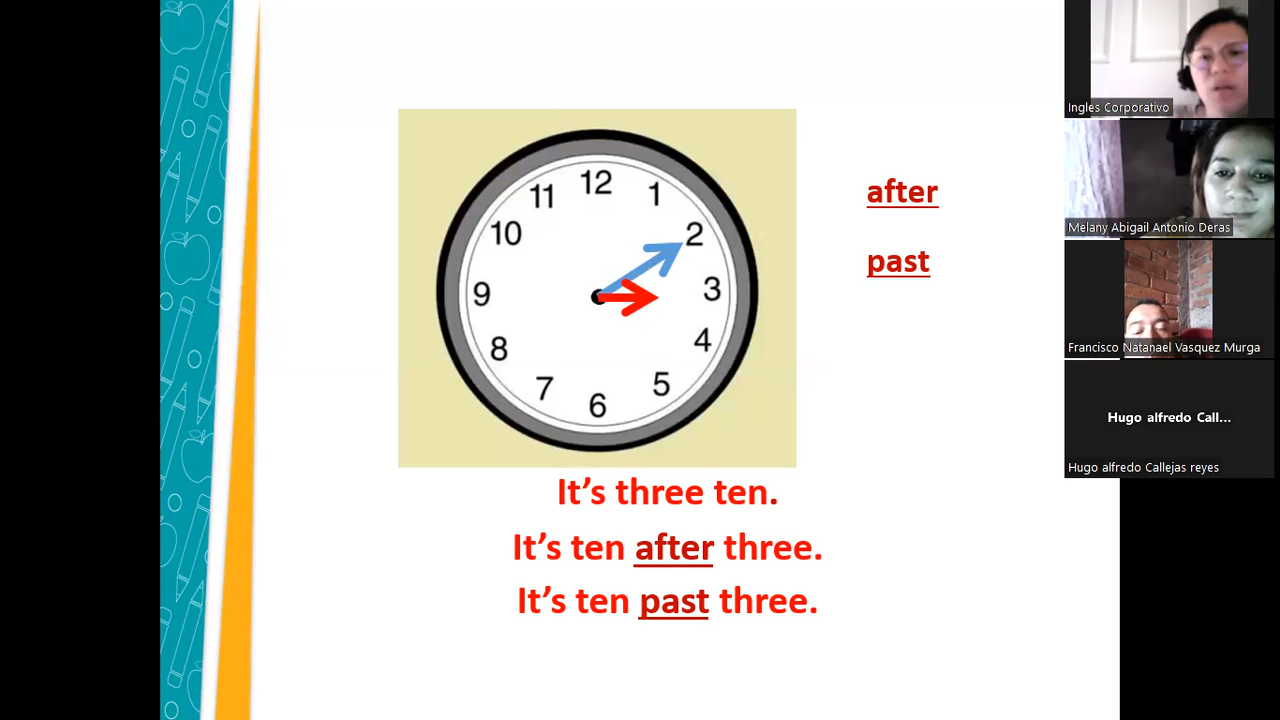 12
11
1
10
2
9
3
8
4
7
5
6
after
past
It's three ten.
It's ten after three.
It's ten past three.
Ingles Corporativo
Melany Abigail Antonio Deras
Francisco Natanael Vasquez Murga
Hugo alfredo Call...
Hugo alfredo Callejas reyes